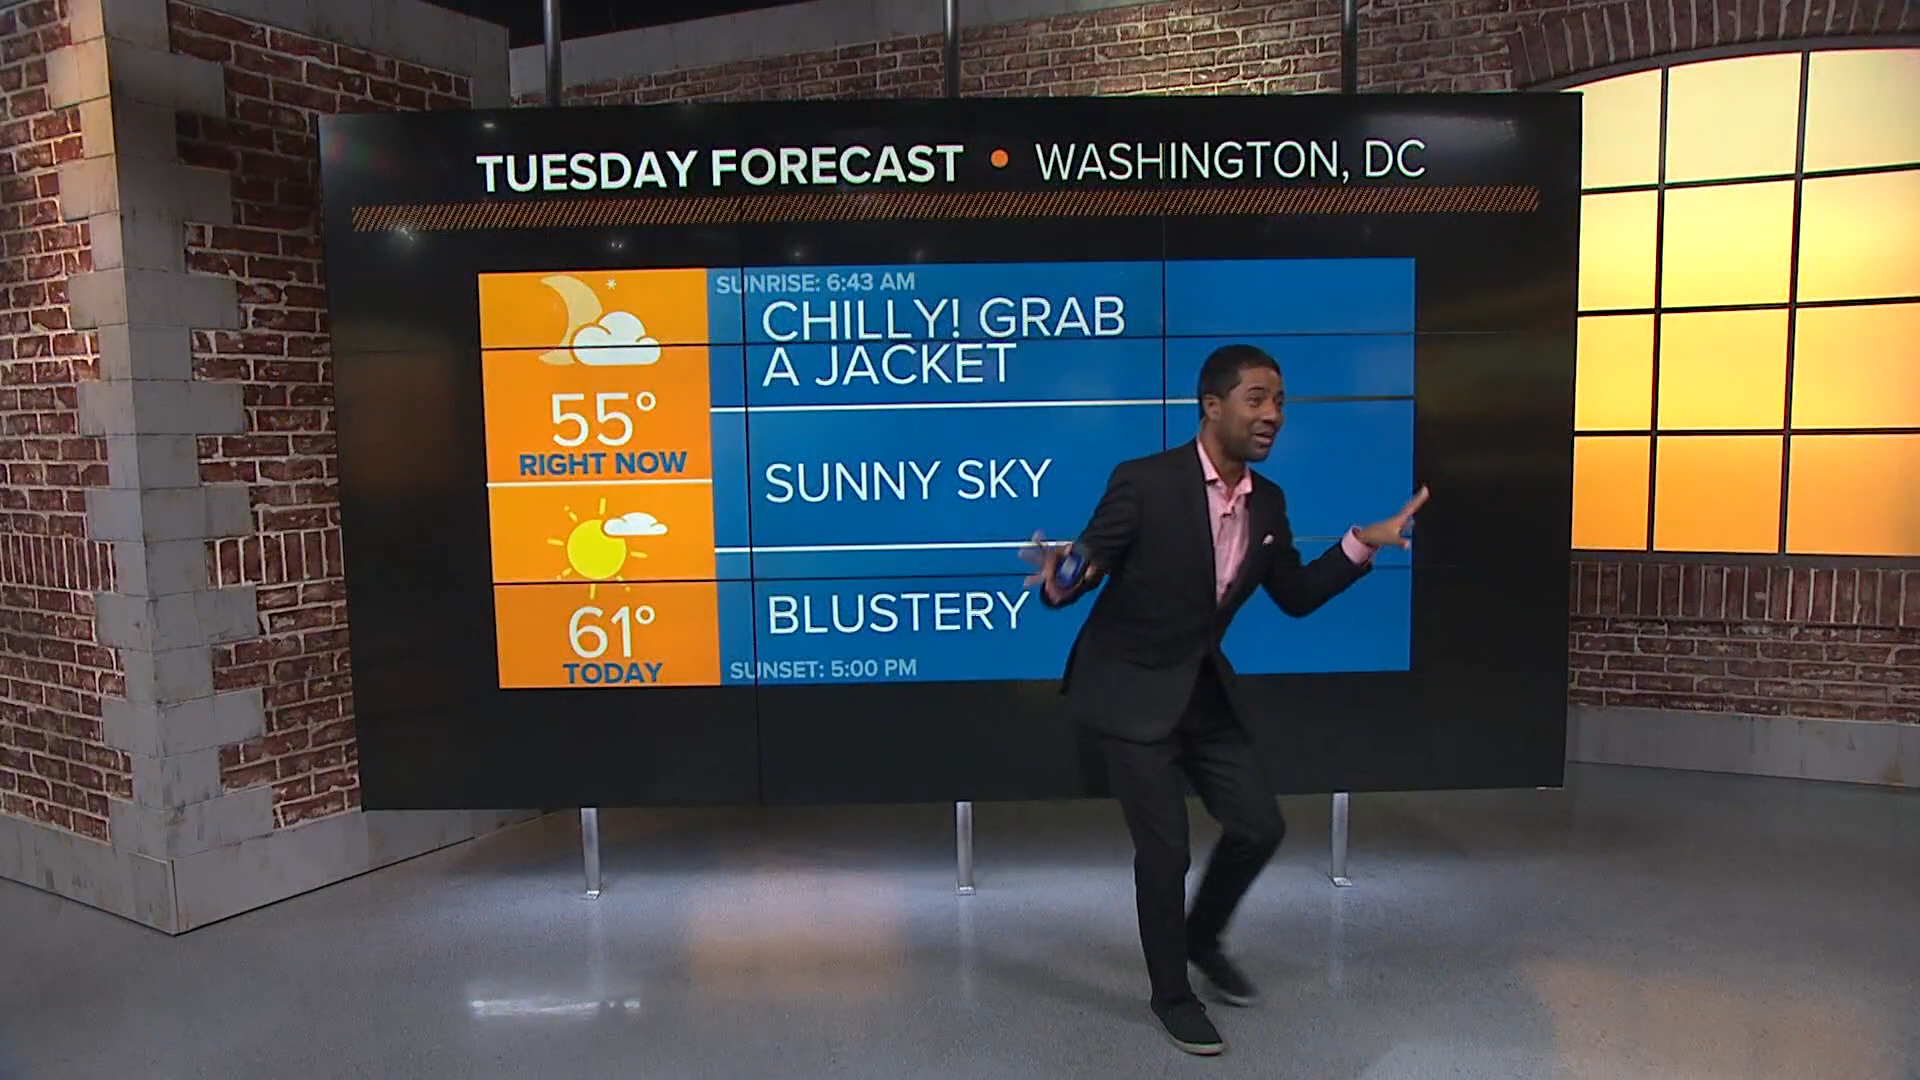 TUESDAY FORECAST • WASHINGTON, DC
SUNRISE: 6:43 AM
CHILLY! GRAB
A JACKET
55°
RIGHT NOW
SUNNY SKY
61°
TODAY
BLUSTERY
SUNSET: 5:00 PM